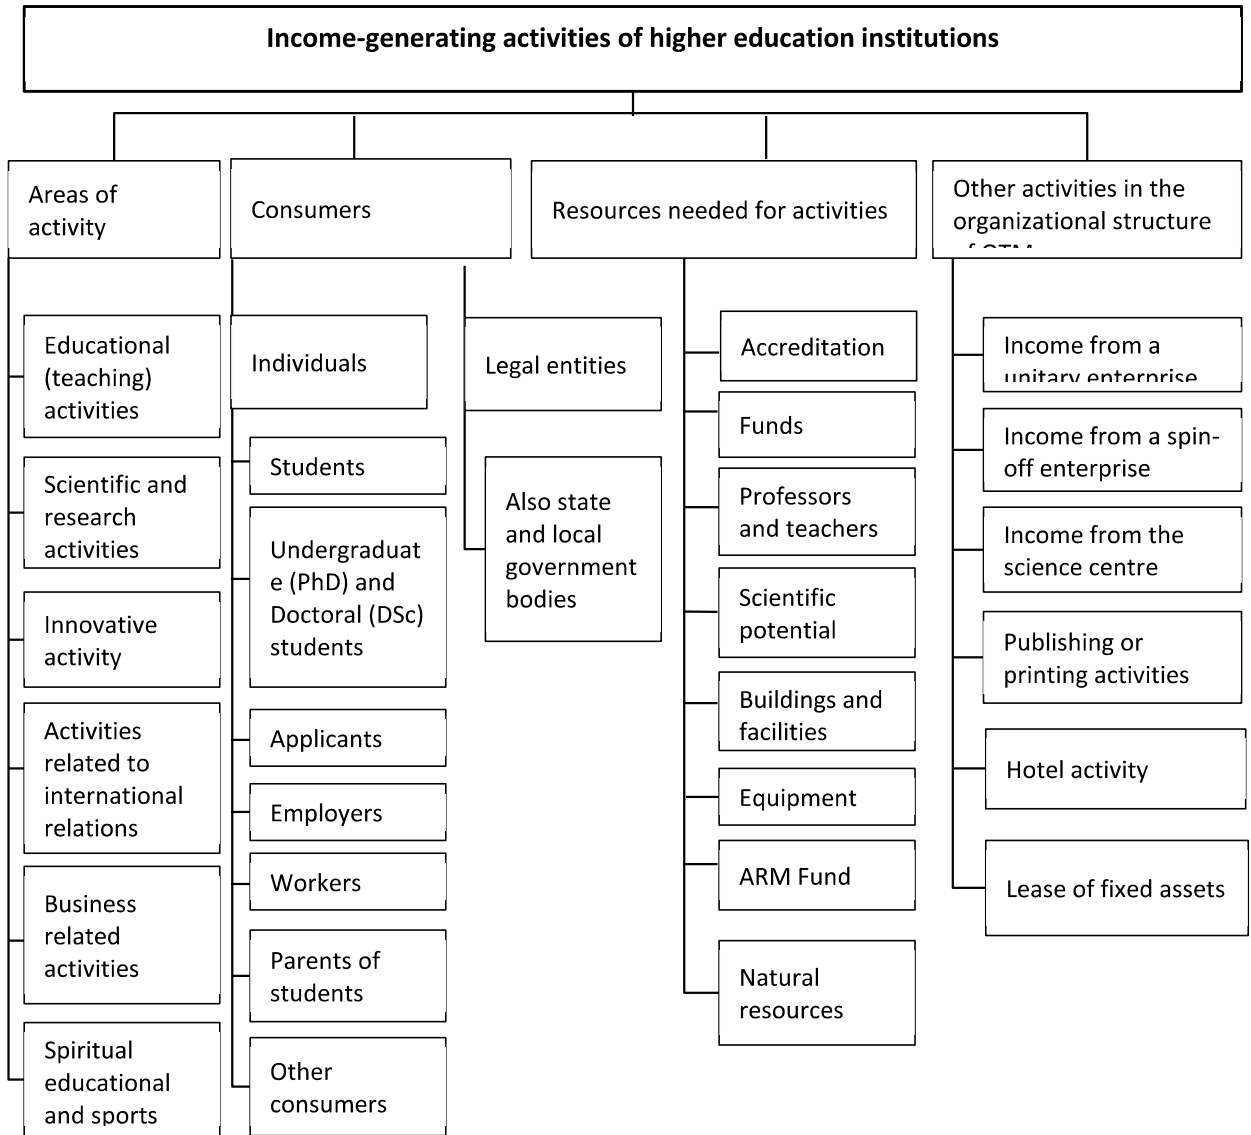 Income-generating activities of higher education institutions
Areas of
activity
Consumers
Resources needed for activities
Other activities in the
organizational structure
Educational
(teaching)
activities
Scientific and
research
activities
Innovative
activity
Activities
related to
international
relations
Business
related
activities
Spiritual
educational
and sports
Individuals
Students
Undergraduat
e (PhD) and
Doctoral (DSc)
students
Applicants
Employers
Workers
Parents of
students
Other
consumers
Legal entities
Also state
and local
government
bodies
Accreditation
Funds
Professors
and teachers
Scientific
potential
Buildings and
facilities
Equipment
ARM Fund
Natural
resources
Income from a
unitary enterprise
Income from a spin-
off enterprise
Income from the
science centre
Publishing or
printing activities
Hotel activity
Lease of fixed assets